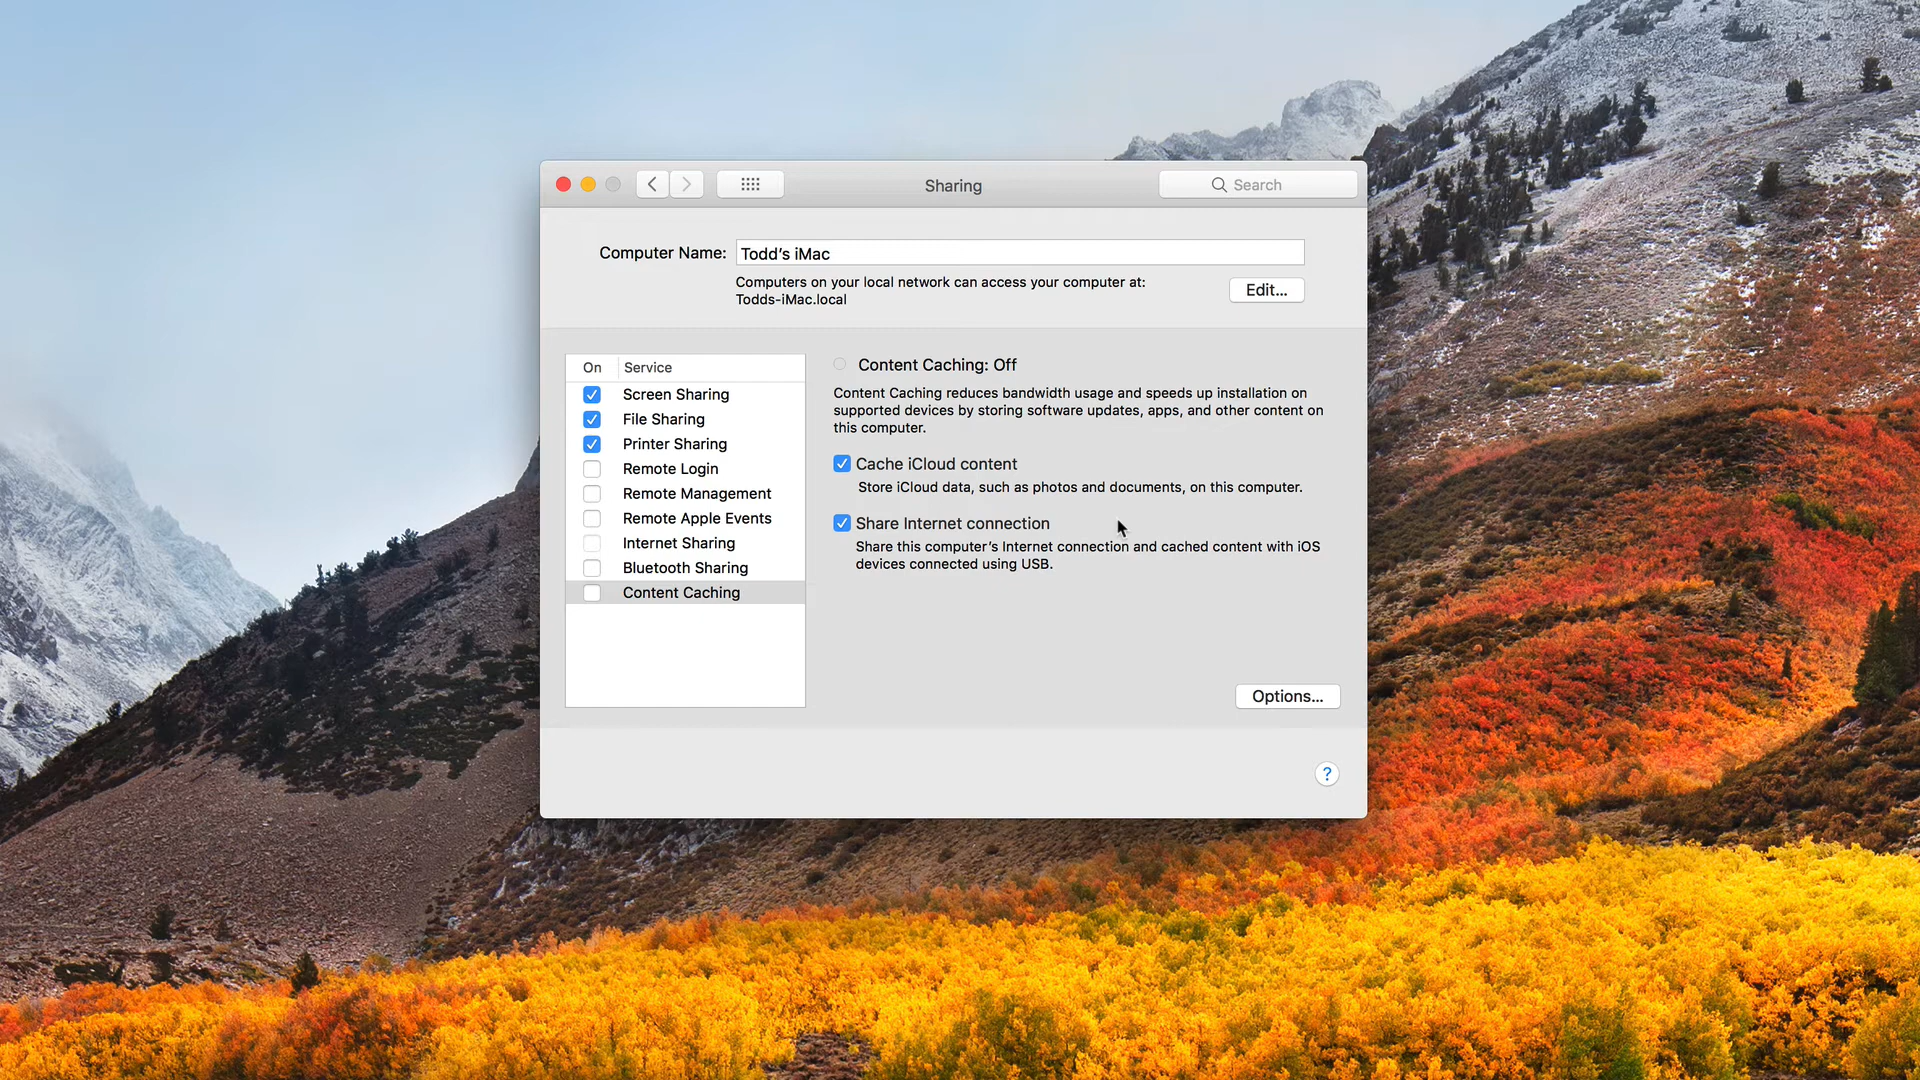 Sharing
Search
Computer Name: Todd's iMac
Computers on your local network can access your computer at:
Todds-iMac.local
Edit...
On Service
Screen Sharing
File Sharing
Printer Sharing
Remote Login
Remote Management
Remote Apple Events
Internet Sharing
Bluetooth Sharing
Content Caching
Content Caching: Off
Content Caching reduces bandwidth usage and speeds up installation on
supported devices by storing software updates, apps, and other content on
this computer.
Cache iCloud content
Store iCloud data, such as photos and documents, on this computer.
Share Internet connection
Share this computer's Internet connection and cached content with iOS
devices connected using USB.
Options...
?